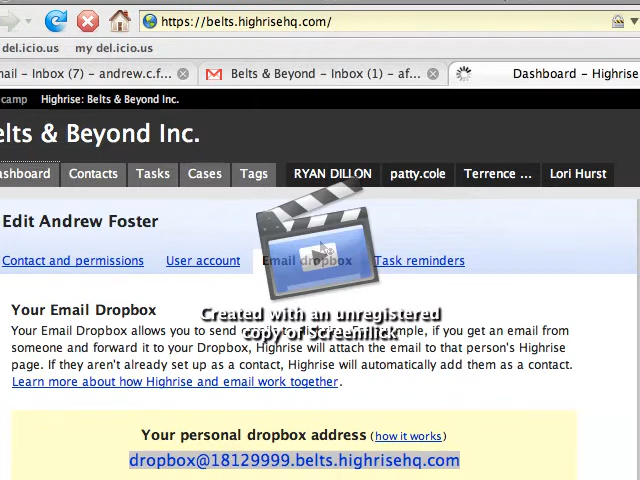 https://belts.highrisehq.com/
del.icio.us my del.icio.us
nail - Inbox (7) - andrew.c.f... Belts & Beyond - Inbox (1) - af... Dashboard - Highrise
camp Highrise: Belts & Beyond Inc.
elts & Beyond Inc.
ashboard Contacts Tasks Cases Tags RYAN DILLON patty.cole Terrence ... Lori Hurst
Edit Andrew Foster
Contact and permissions User account Email dropbox Task reminders
Your Email Dropbox
Created with an unregistered
copy of Screenflick
Your Email Dropbox allows you to send emails to Highrise. For example, if you get an email from
someone and forward it to your Dropbox, Highrise will attach the email to that person's Highrise
page. If they aren't already set up as a contact, Highrise will automatically add them as a contact.
Learn more about how Highrise and email work together.
Your personal dropbox address (how it works)
dropbox@18129999.belts.highrisehq.com